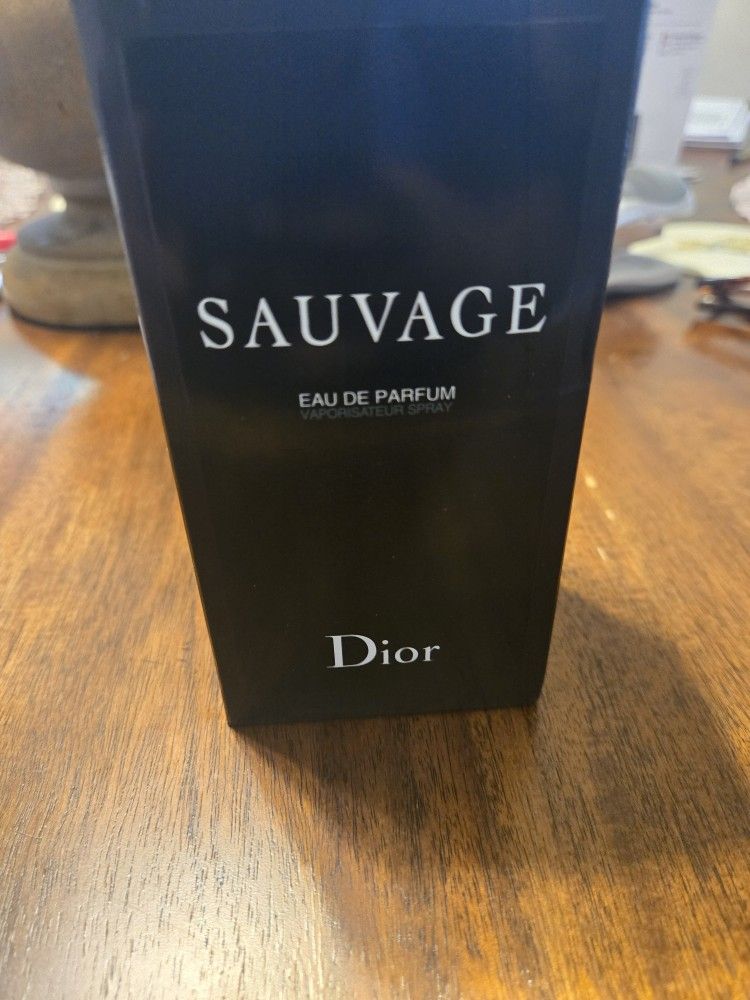 SAUVAGE
EAU DE PARFUM
VAPORISATEUR SPRAY
Dior